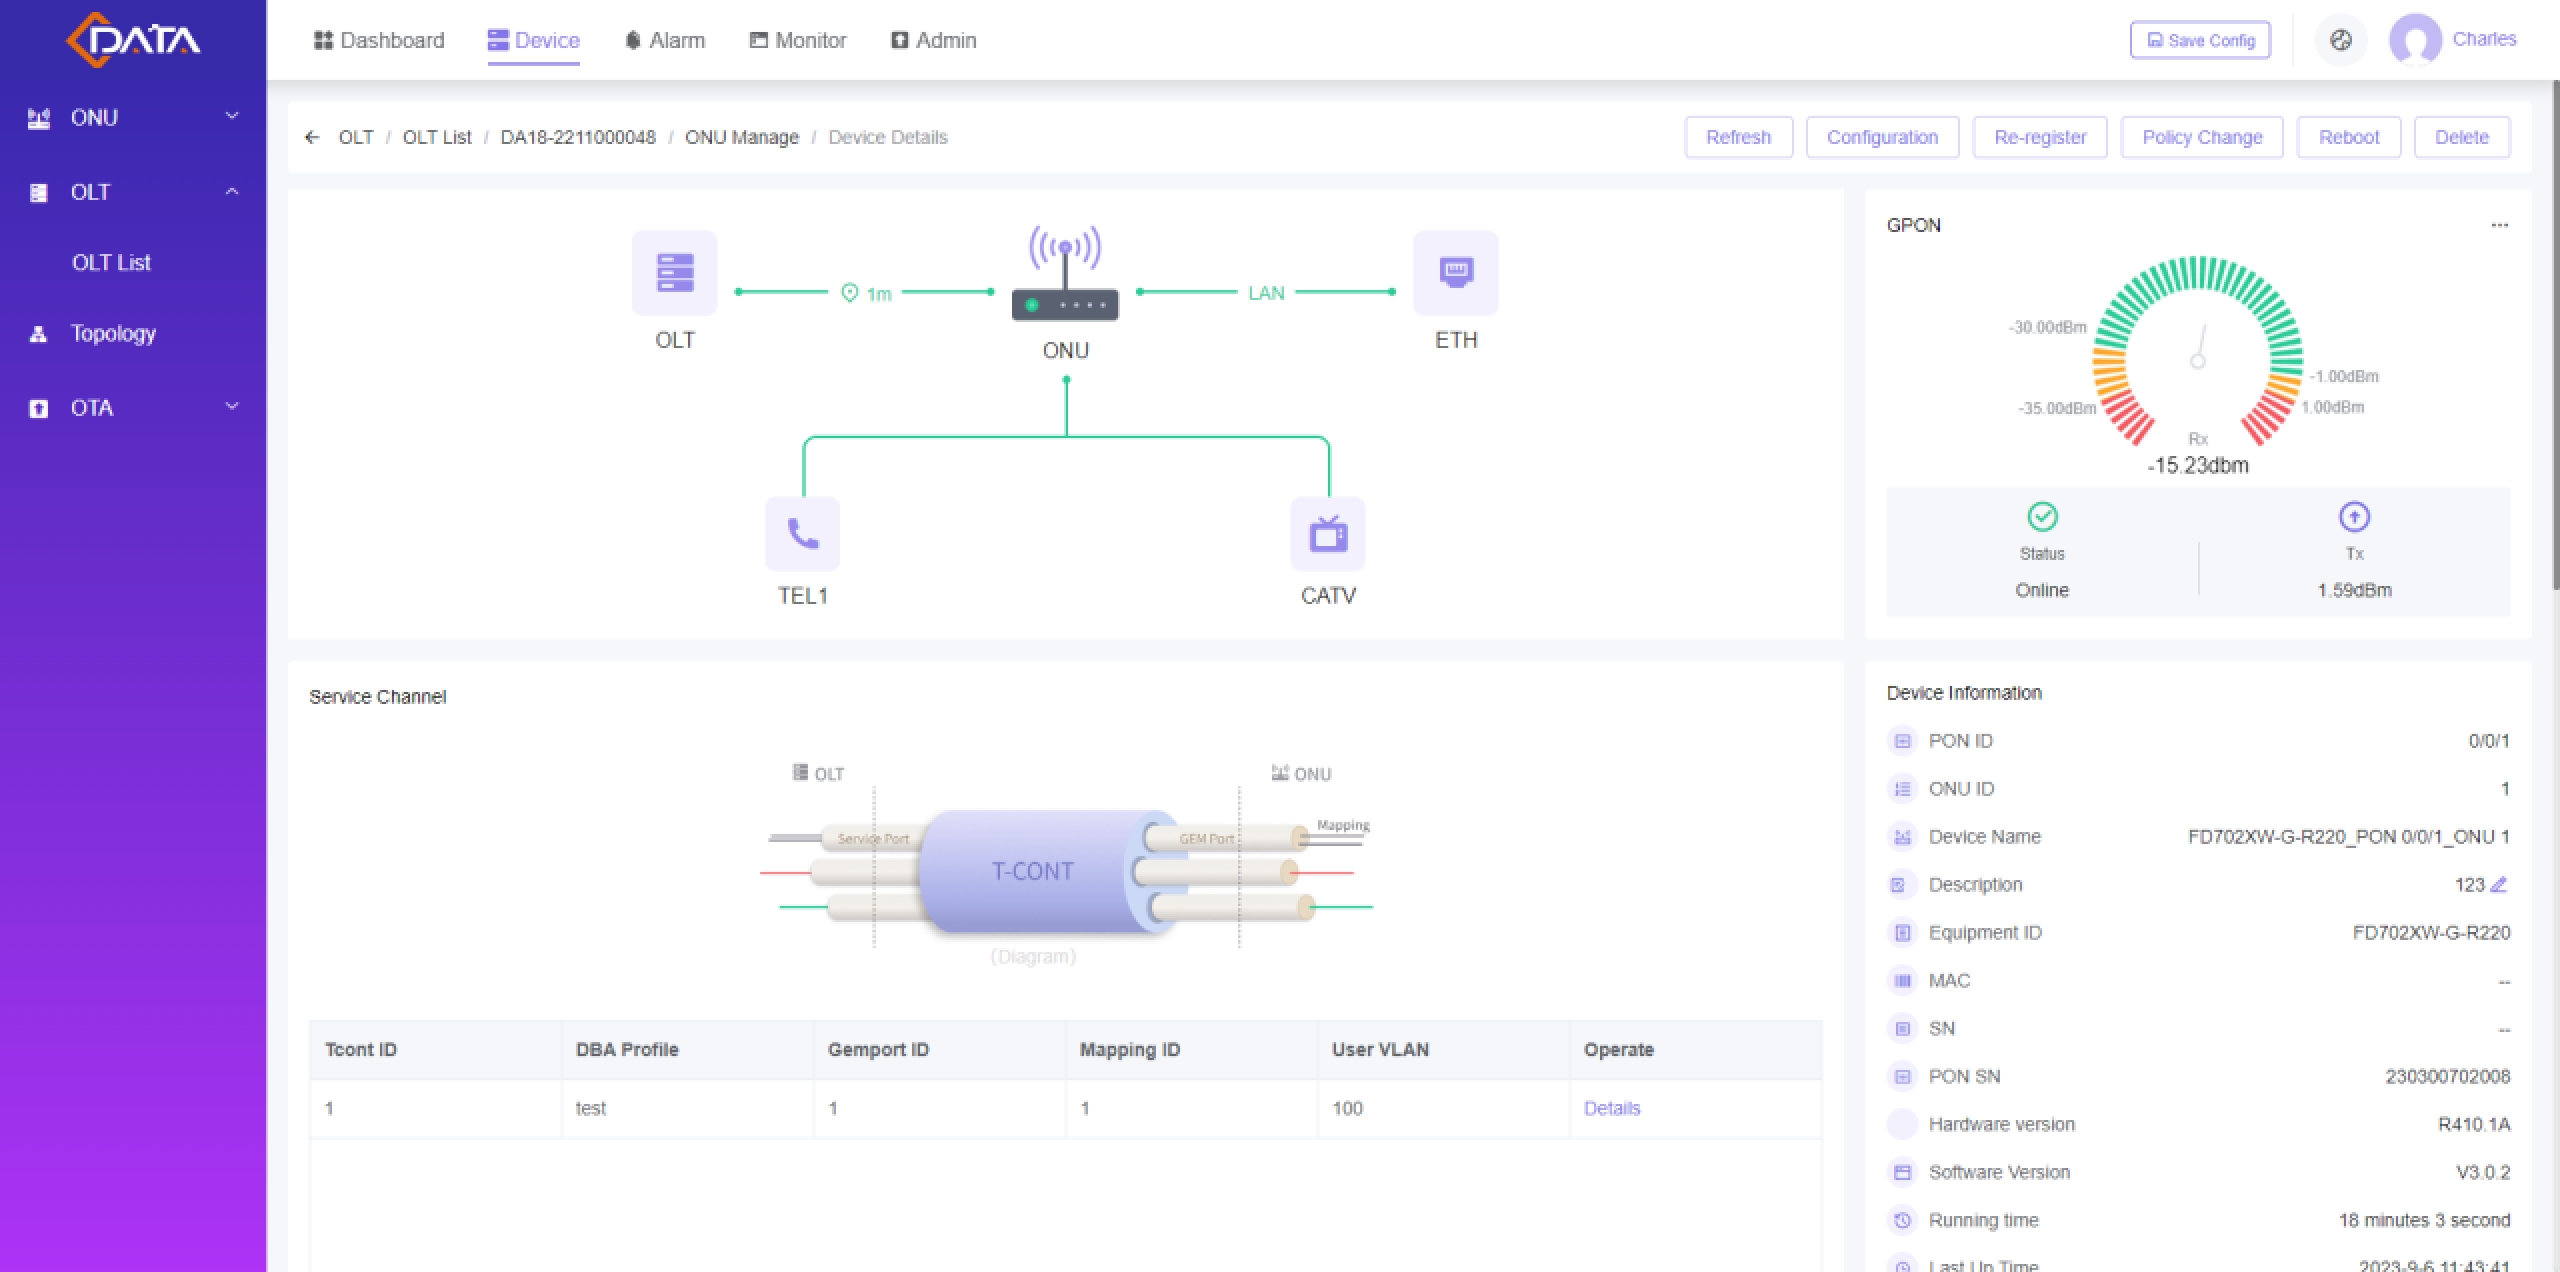 DATA
Dashboard Device Alarm Monitor Admin
Save Config
Charles
ONU
OLT
OLT List
Topology
OTA
OLT / OLT List / DA18-2211000048 / ONU Manage / Device Details
Refresh Configuration Re-register Policy Change Reboot Delete
1m LAN
OLT ONU ETH
TEL1 CATV
GPON ...
-30.00dBm
-1.00dBm
-35.00dBm 1.00dBm
Rx
-15.23dbm
Status Tx
Online 1.59dBm
Service Channel
OLT ONU
Service Port GEM Port Mapping
T-CONT
(Diagram)
Tcont ID DBA Profile Gemport ID Mapping ID User VLAN Operate
1 test 1 1 100 Details
Device Information
PON ID 0/0/1
ONU ID 1
Device Name FD702XW-G-R220_PON 0/0/1_ONU 1
Description 123
Equipment ID FD702XW-G-R220
MAC --
SN --
PON SN 230300702008
Hardware version R410.1A
Software Version V3.0.2
Running time 18 minutes 3 second
Last Up Time 2023-9-6 11:43:41